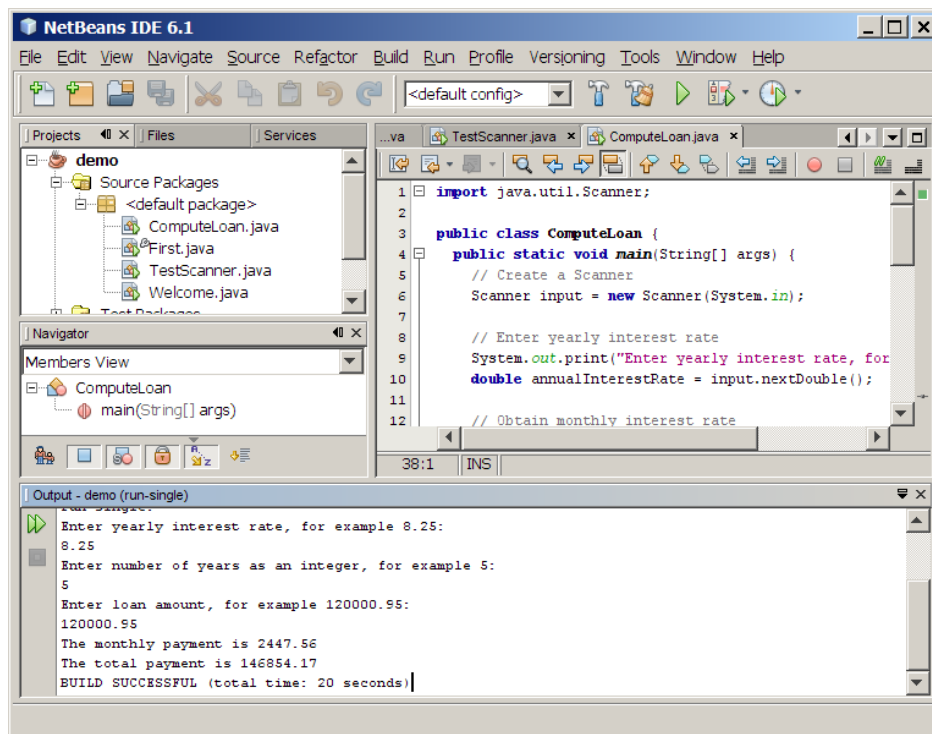 NetBeans IDE 6.1
File Edit View Navigate Source Refactor Build Run Profile Versioning Tools Window Help
<default config>
Projects
Files
Services
demo
Source Packages
<default package>
ComputeLoan.java
First.java
TestScanner.java
Welcome.java
Test Packages
Navigator
Members View
ComputeLoan
main(String[] args)
...va TestScanner.java × ComputeLoan.java ×
1 import java.util.Scanner;
2
3 public class ComputeLoan {
4 public static void main(String[] args) {
5 // Create a Scanner
6 Scanner input = new Scanner(System.in);
7
8 // Enter yearly interest rate
9 System.out.print("Enter yearly interest rate, for
10 double annualInterestRate = input.nextDouble();
11
12 // Obtain monthly interest rate
38:1 INS
Output - demo (run-single)
run-single:
Enter yearly interest rate, for example 8.25:
8.25
Enter number of years as an integer, for example 5:
5
Enter loan amount, for example 120000.95:
120000.95
The monthly payment is 2447.56
The total payment is 146854.17
BUILD SUCCESSFUL (total time: 20 seconds)